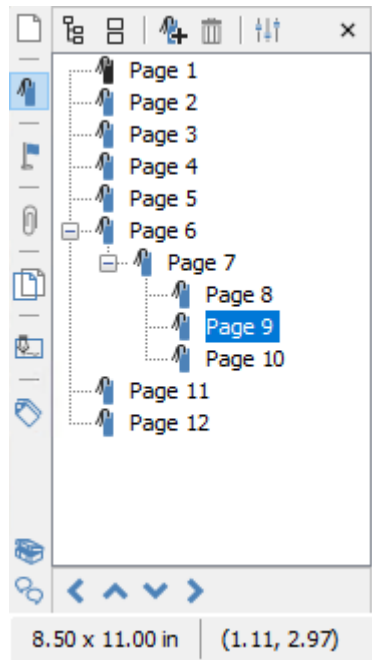 Page 1
Page 2
Page 3
Page 4
Page 5
Page 6
Page 7
Page 8
Page 9
Page 10
Page 11
Page 12
8.50 x 11.00 in (1.11, 2.97)